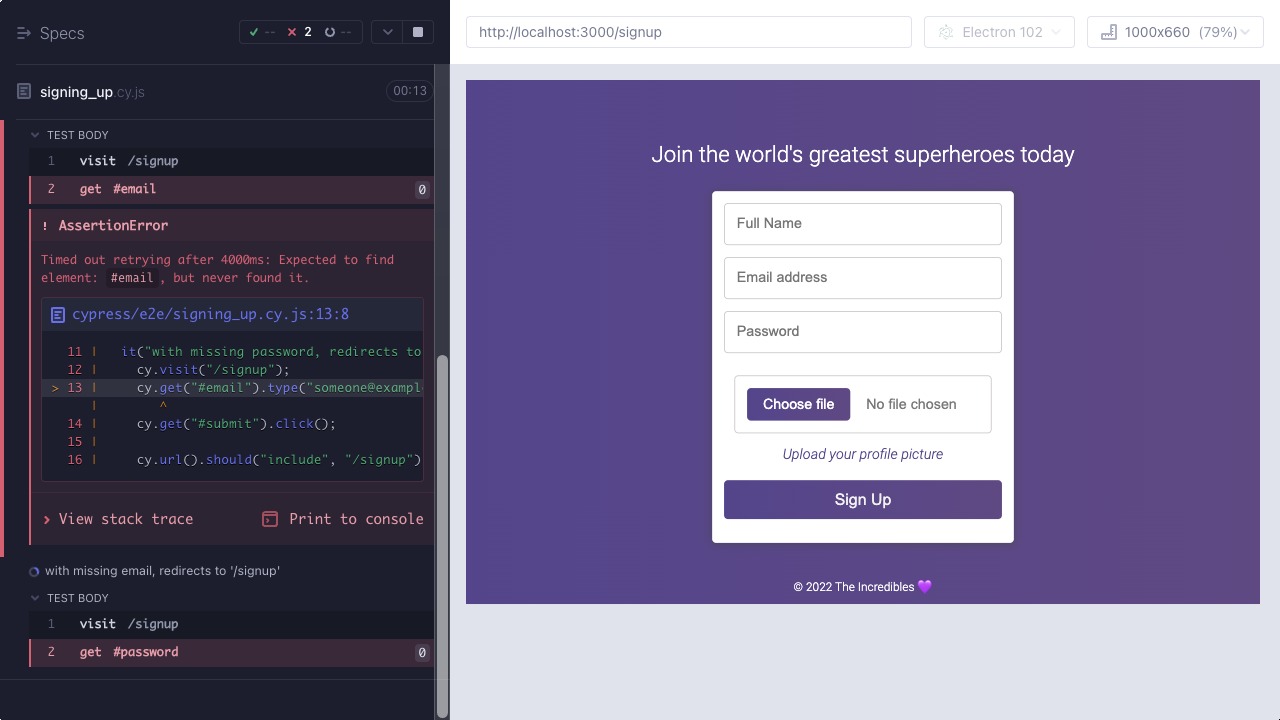 Specs
-- 2 --
signing_up.cy.js
00:13
TEST BODY
1 visit /signup
2 get #email 0
! AssertionError
Timed out retrying after 4000ms: Expected to find
element: #email, but never found it.
cypress/e2e/signing_up.cy.js:13:8
11 | it("with missing password, redirects to
12 | cy.visit("/signup");
> 13 | cy.get("#email").type("someone@exampl
| ^
14 | cy.get("#submit").click();
15 |
16 | cy.url().should("include", "/signup")
View stack trace
Print to console
with missing email, redirects to '/signup'
TEST BODY
1 visit /signup
2 get #password 0
http://localhost:3000/signup
Electron 102
1000x660 (79%)
Join the world's greatest superheroes today
Full Name
Email address
Password
Choose file No file chosen
Upload your profile picture
Sign Up
© 2022 The Incredibles 💜